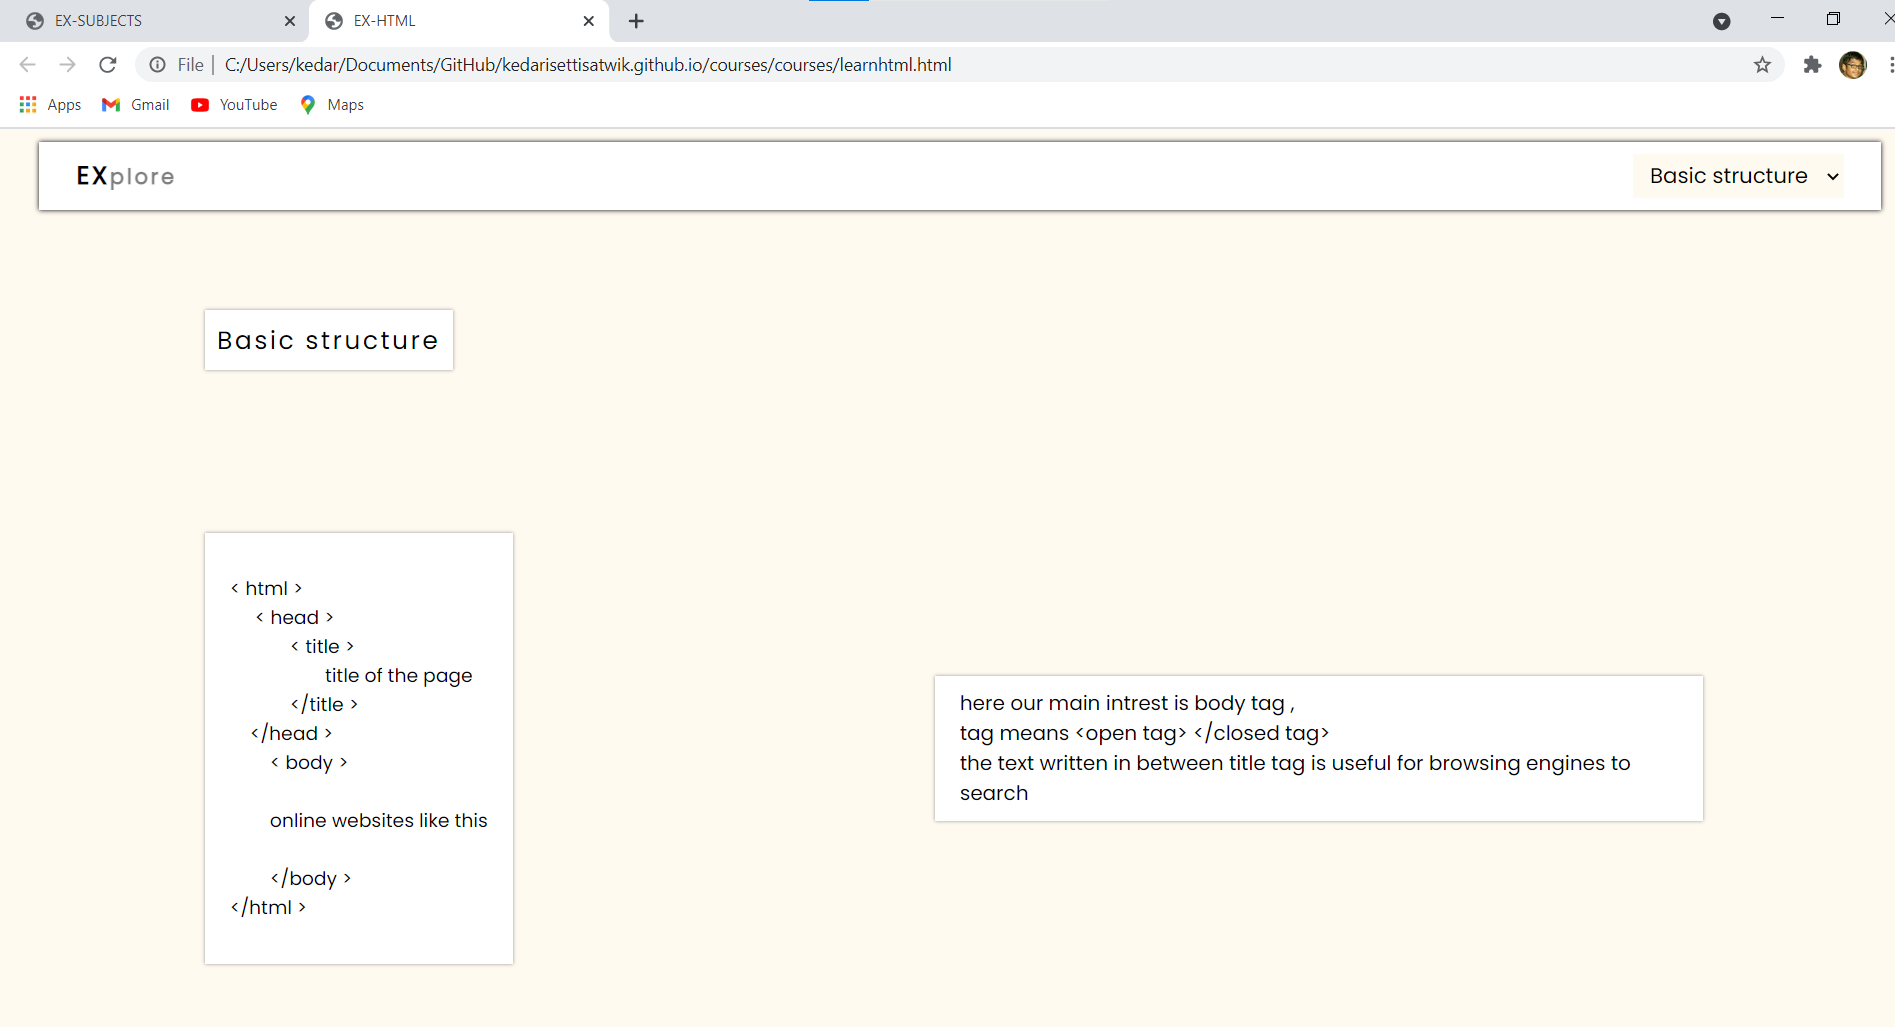 EX-SUBJECTS
EX-HTML
File | C:/Users/kedar/Documents/GitHub/kedarisettisatwik.github.io/courses/courses/learnhtml.html
Apps Gmail YouTube Maps
EXplore
Basic structure
Basic structure
< html >
< head >
< title >
title of the page
</title >
</head >
< body >
online websites like this
</body >
</html >
here our main intrest is body tag ,
tag means <open tag> </closed tag>
the text written in between title tag is useful for browsing engines to
search